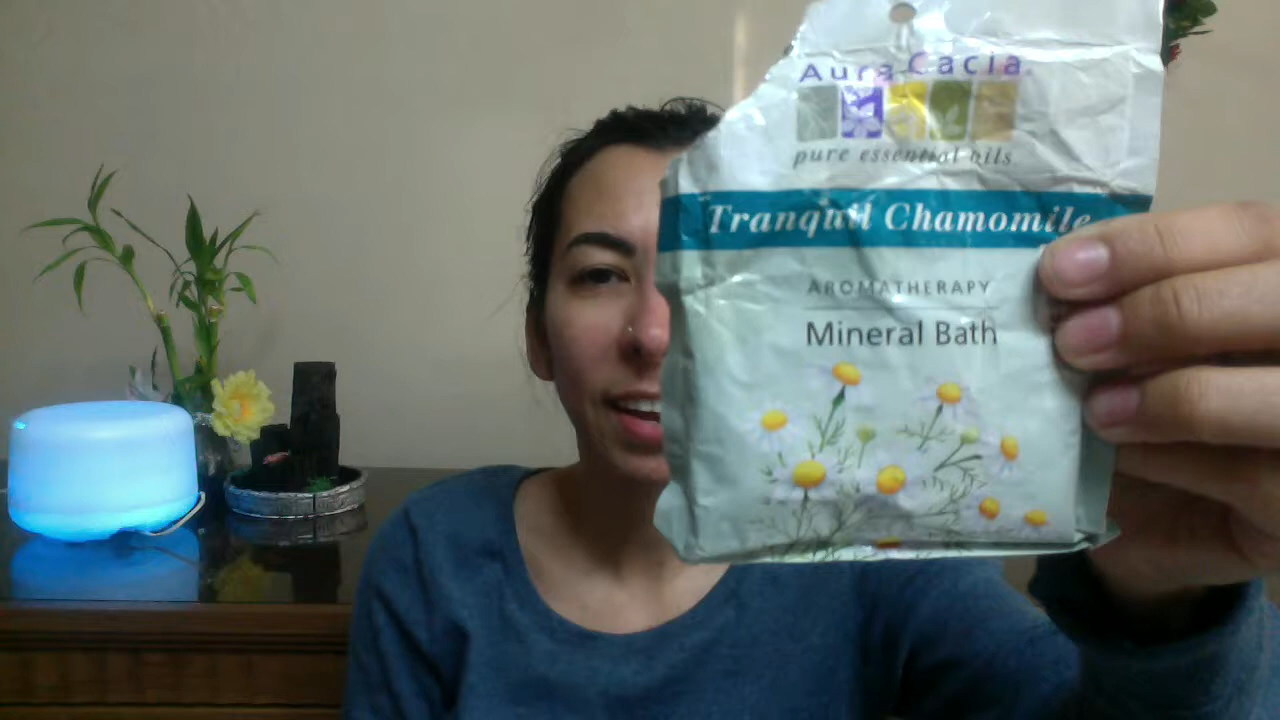 Aura Cacia
pure essential oils
Tranquil Chamomile
AROMATHERAPY
Mineral Bath